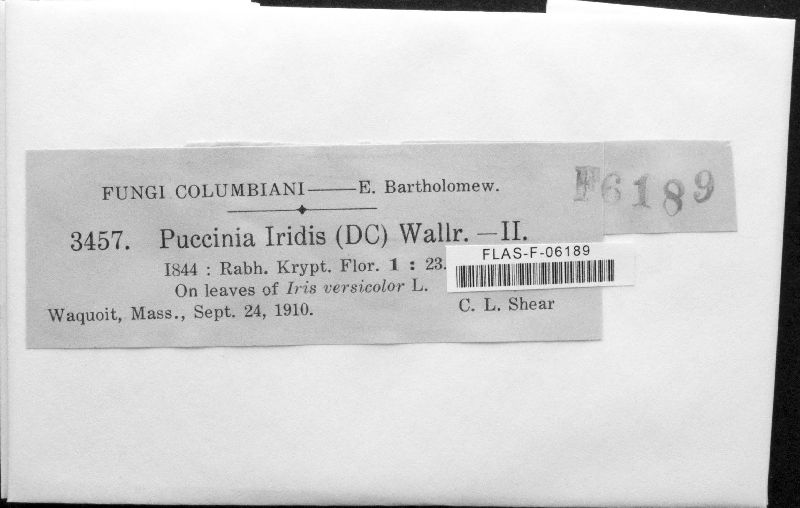 FUNGI COLUMBIANI——E. Bartholomew.
F6189
3457. Puccinia Iridis (DC) Wallr. —II.
1844 : Rabh. Krypt. Flor. 1 : 23.
FLAS-F-06189
On leaves of Iris versicolor L.
Waquoit, Mass., Sept. 24, 1910. C. L. Shear